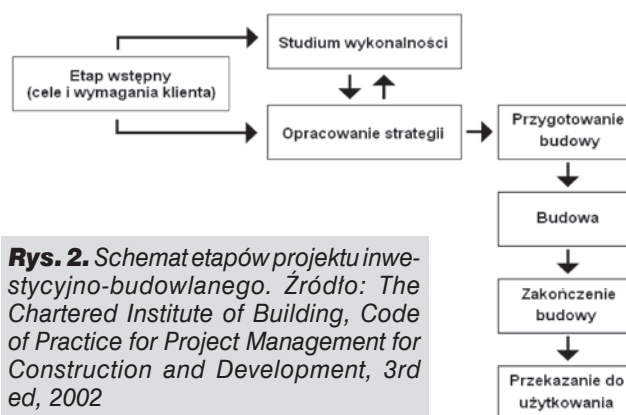 Studium wykonalności
Etap wstępny
(cele i wymagania klienta)
Opracowanie strategii
Przygotowanie
budowy
Budowa
Zakończenie
budowy
Przekazanie do
użytkowania
Rys. 2. Schemat etapów projektu inwe-
stycyjno-budowlanego. Źródło: The
Chartered Institute of Building, Code
of Practice for Project Management for
Construction and Development, 3rd
ed, 2002